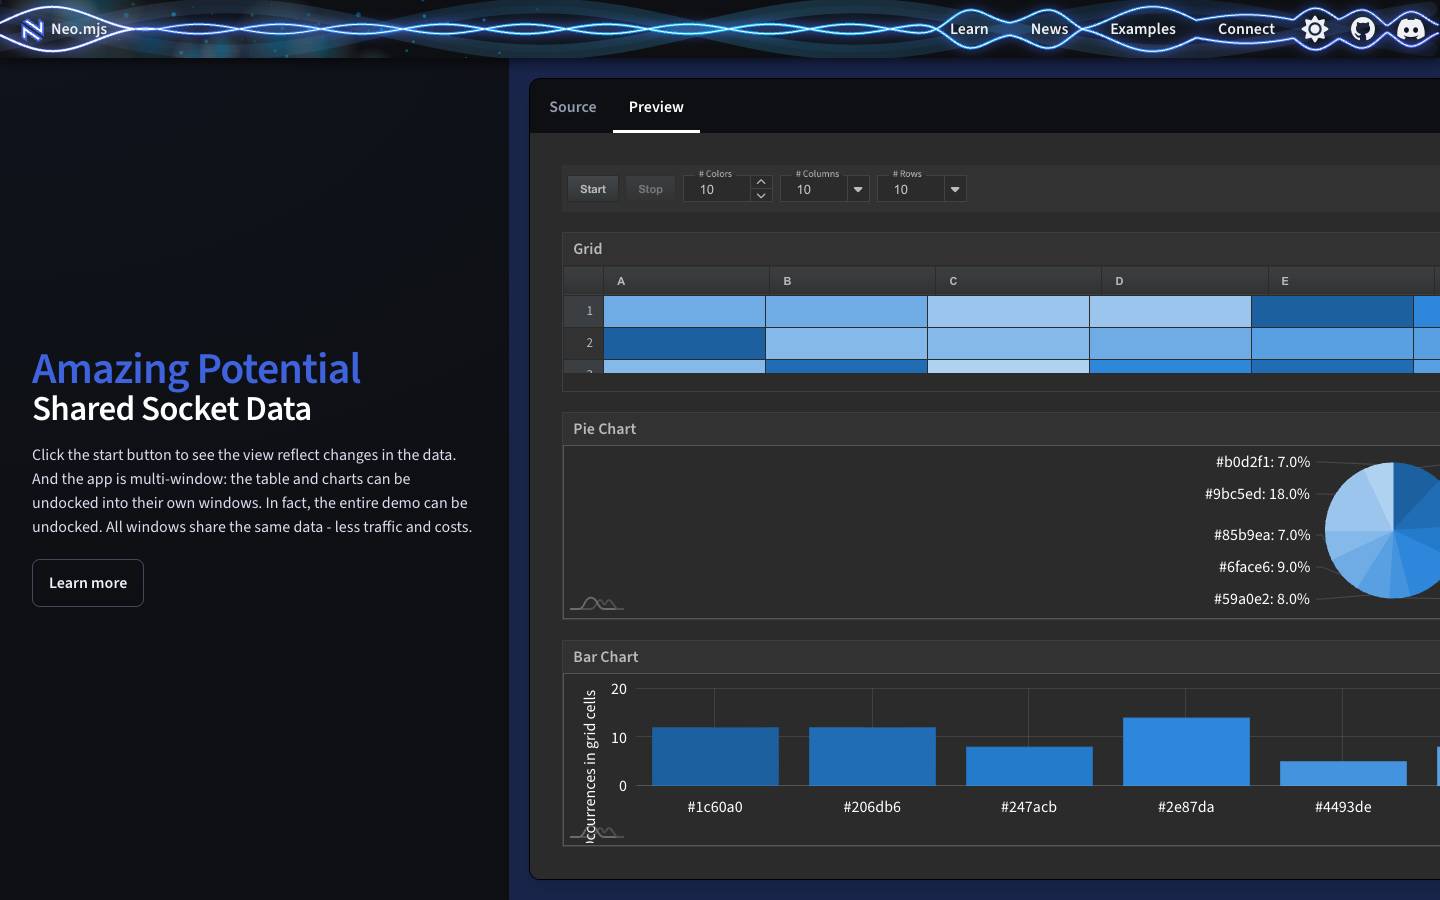 Neo.mjs
Learn
News
Examples
Connect
Source
Preview
Start
Stop
# Colors
10
# Columns
10
# Rows
10
Grid
A
B
C
D
E
1
2
Amazing Potential
Shared Socket Data
Click the start button to see the view reflect changes in the data.
And the app is multi-window: the table and charts can be
undocked into their own windows. In fact, the entire demo can be
undocked. All windows share the same data - less traffic and costs.
Learn more
Pie Chart
#b0d2f1: 7.0%
#9bc5ed: 18.0%
#85b9ea: 7.0%
#6face6: 9.0%
#59a0e2: 8.0%
Bar Chart
20
10
0
ccurrences in grid cells
#1c60a0
#206db6
#247acb
#2e87da
#4493de